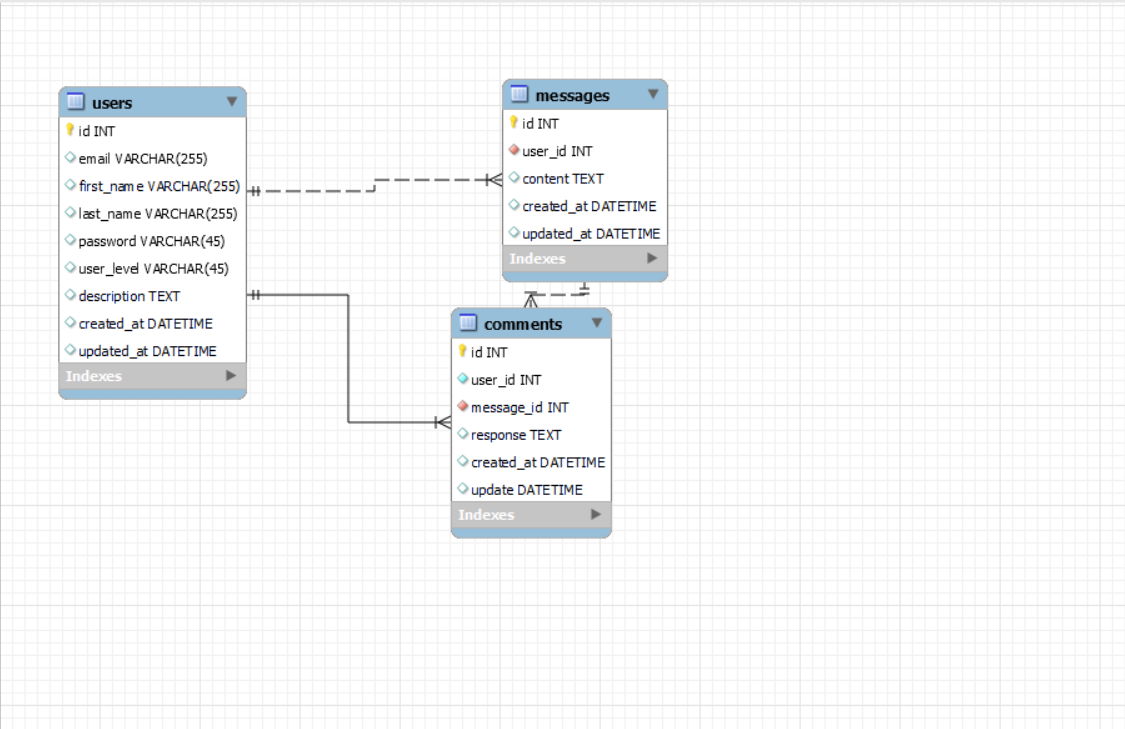 users
id INT
email VARCHAR(255)
first_name VARCHAR(255)
last_name VARCHAR(255)
password VARCHAR(45)
user_level VARCHAR(45)
description TEXT
created_at DATETIME
updated_at DATETIME
Indexes
messages
id INT
user_id INT
content TEXT
created_at DATETIME
updated_at DATETIME
Indexes
comments
id INT
user_id INT
message_id INT
response TEXT
created_at DATETIME
update DATETIME
Indexes